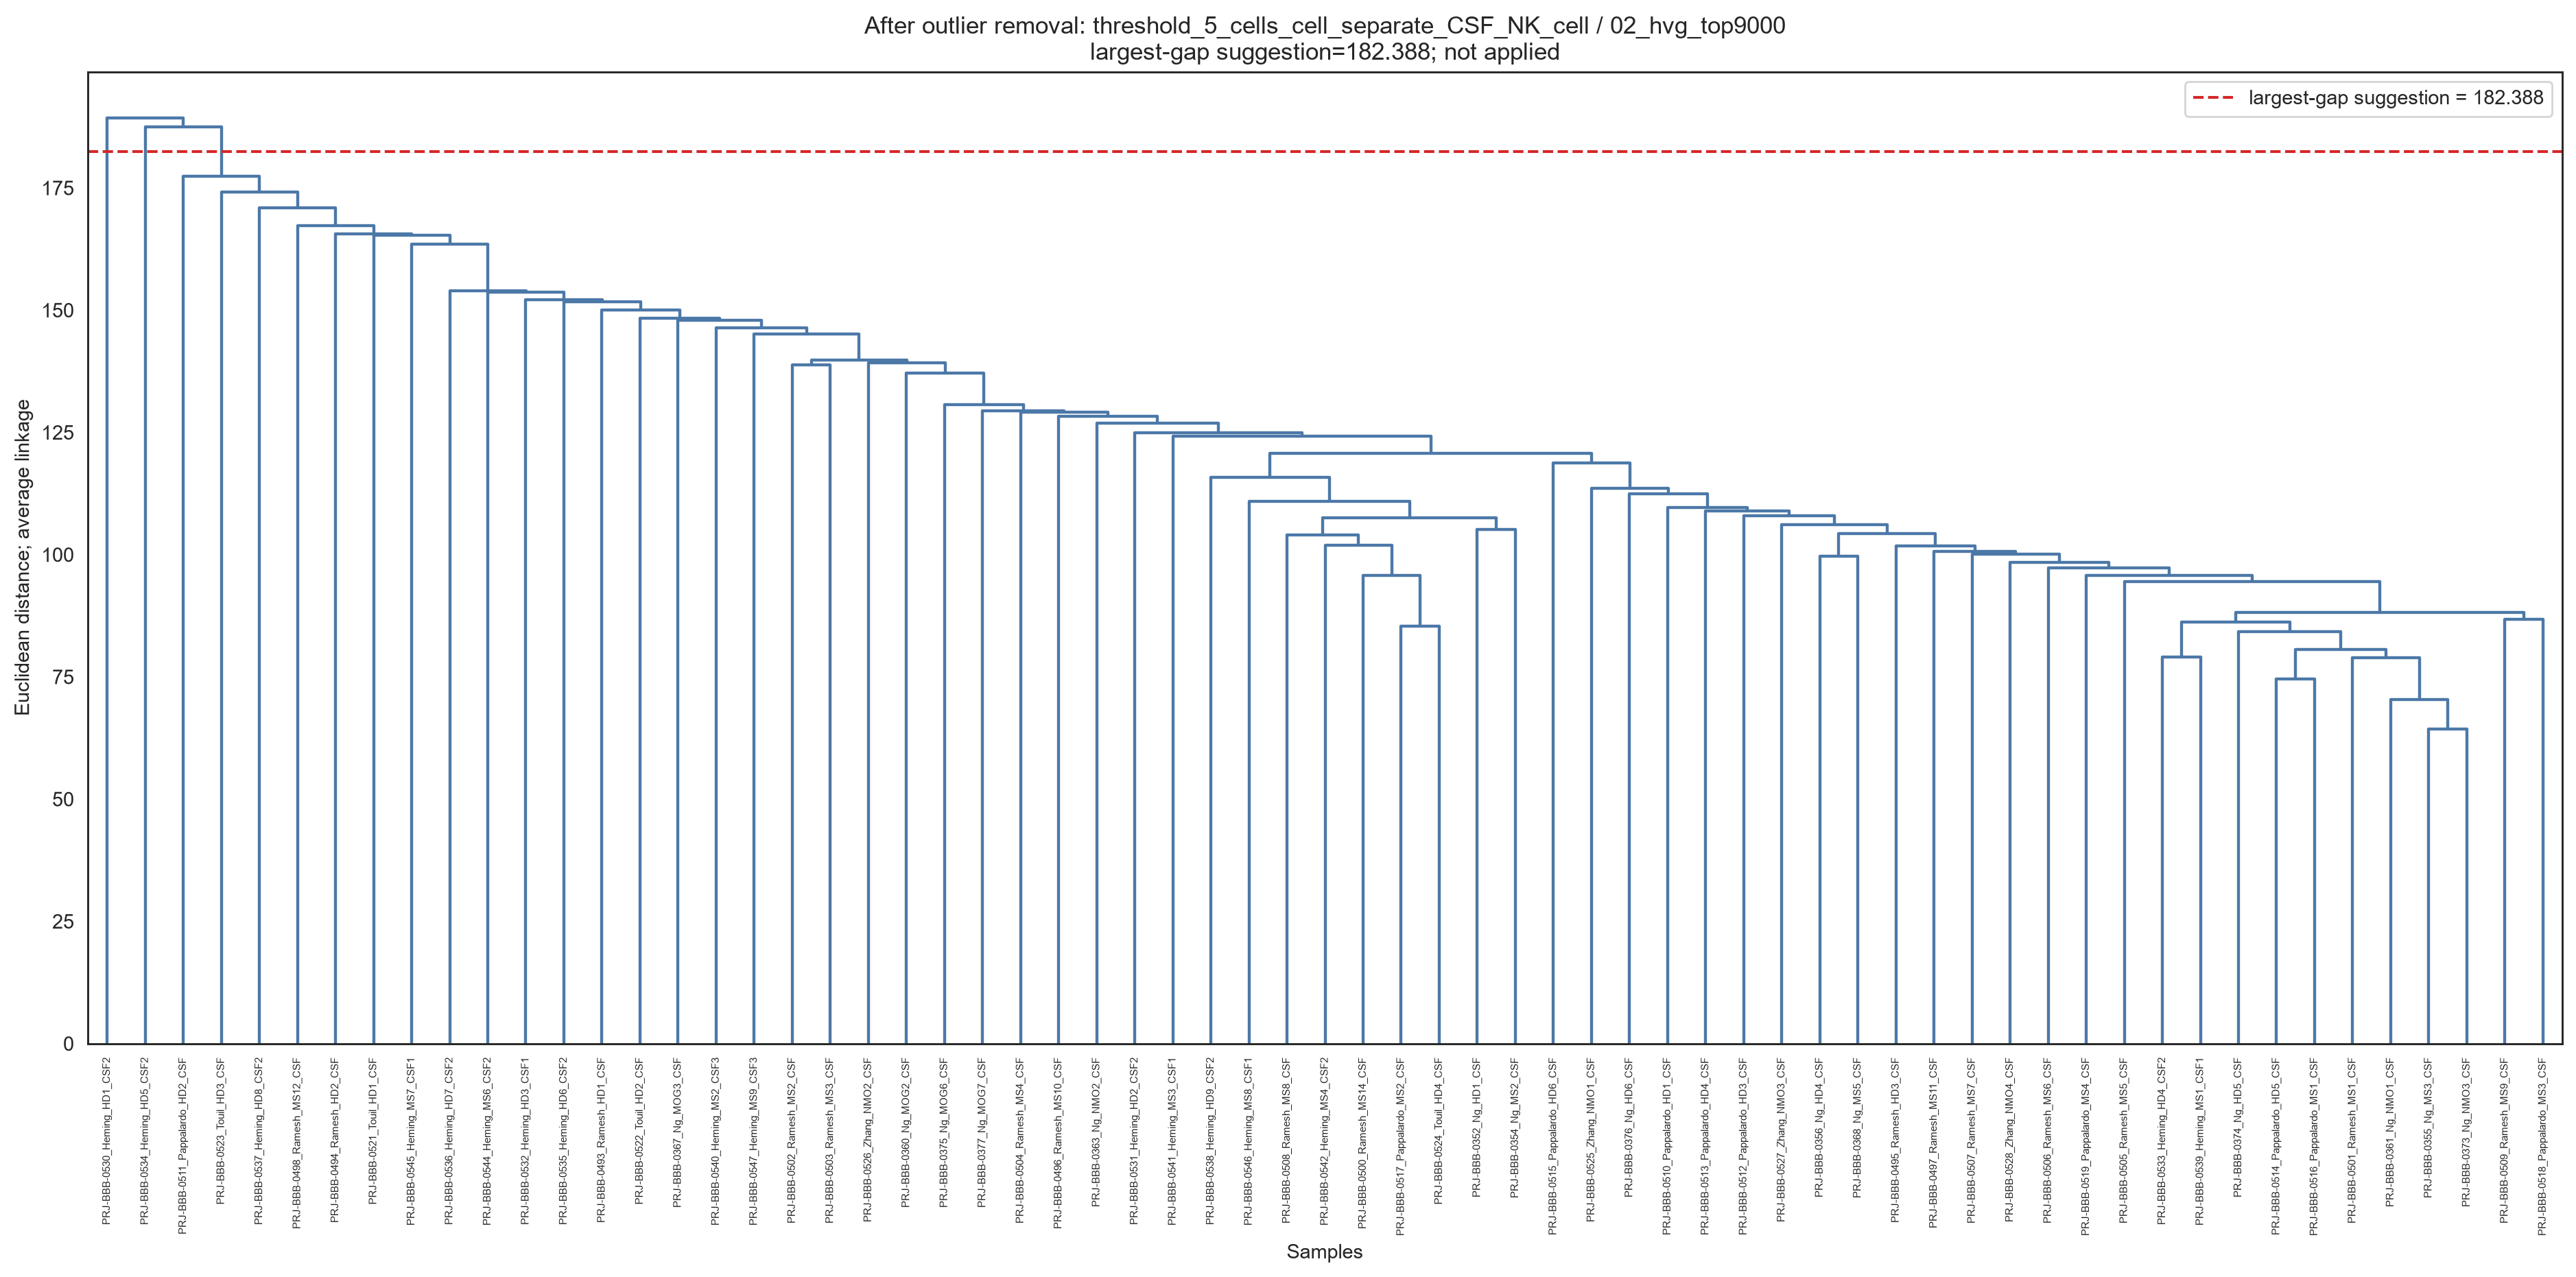 After outlier removal: threshold_5_cells_cell_separate_CSF_NK_cell / 02_hvg_top9000
largest-gap suggestion=182.388; not applied
largest-gap suggestion = 182.388
Euclidean distance; average linkage
175
150
125
100
75
50
25
0
PRJ-BBB-0530_Heming_HD1_CSF2
PRJ-BBB-0534_Heming_HD5_CSF2
PRJ-BBB-0511_Pappalardo_HD2_CSF
PRJ-BBB-0523_Touil_HD3_CSF
PRJ-BBB-0537_Heming_HD8_CSF2
PRJ-BBB-0498_Ramesh_MS12_CSF
PRJ-BBB-0494_Ramesh_HD2_CSF
PRJ-BBB-0521_Touil_HD1_CSF
PRJ-BBB-0545_Heming_MS7_CSF1
PRJ-BBB-0536_Heming_HD7_CSF2
PRJ-BBB-0544_Heming_MS6_CSF2
PRJ-BBB-0532_Heming_HD3_CSF1
PRJ-BBB-0535_Heming_HD6_CSF2
PRJ-BBB-0493_Ramesh_HD1_CSF
PRJ-BBB-0522_Touil_HD2_CSF
PRJ-BBB-0367_Ng_MOG3_CSF
PRJ-BBB-0540_Heming_MS2_CSF3
PRJ-BBB-0547_Heming_MS9_CSF3
PRJ-BBB-0502_Ramesh_MS2_CSF
PRJ-BBB-0503_Ramesh_MS3_CSF
PRJ-BBB-0526_Zhang_NMO2_CSF
PRJ-BBB-0360_Ng_MOG2_CSF
PRJ-BBB-0375_Ng_MOG6_CSF
PRJ-BBB-0377_Ng_MOG7_CSF
PRJ-BBB-0504_Ramesh_MS4_CSF
PRJ-BBB-0496_Ramesh_MS10_CSF
PRJ-BBB-0363_Ng_NMO2_CSF
PRJ-BBB-0531_Heming_HD2_CSF2
PRJ-BBB-0541_Heming_MS3_CSF1
PRJ-BBB-0538_Heming_HD9_CSF2
PRJ-BBB-0546_Heming_MS8_CSF1
PRJ-BBB-0508_Ramesh_MS8_CSF
PRJ-BBB-0542_Heming_MS4_CSF2
PRJ-BBB-0500_Ramesh_MS14_CSF
PRJ-BBB-0517_Pappalardo_MS2_CSF
PRJ-BBB-0524_Touil_HD4_CSF
PRJ-BBB-0352_Ng_HD1_CSF
PRJ-BBB-0354_Ng_MS2_CSF
PRJ-BBB-0515_Pappalardo_HD6_CSF
PRJ-BBB-0525_Zhang_NMO1_CSF
PRJ-BBB-0376_Ng_HD6_CSF
PRJ-BBB-0510_Pappalardo_HD1_CSF
PRJ-BBB-0513_Pappalardo_HD4_CSF
PRJ-BBB-0512_Pappalardo_HD3_CSF
PRJ-BBB-0527_Zhang_NMO3_CSF
PRJ-BBB-0356_Ng_HD4_CSF
PRJ-BBB-0368_Ng_MS5_CSF
PRJ-BBB-0495_Ramesh_HD3_CSF
PRJ-BBB-0497_Ramesh_MS11_CSF
PRJ-BBB-0507_Ramesh_MS7_CSF
PRJ-BBB-0528_Zhang_NMO4_CSF
PRJ-BBB-0506_Ramesh_MS6_CSF
PRJ-BBB-0519_Pappalardo_MS4_CSF
PRJ-BBB-0505_Ramesh_MS5_CSF
PRJ-BBB-0533_Heming_HD4_CSF2
PRJ-BBB-0539_Heming_MS1_CSF1
PRJ-BBB-0374_Ng_HD5_CSF
PRJ-BBB-0514_Pappalardo_HD5_CSF
PRJ-BBB-0516_Pappalardo_MS1_CSF
PRJ-BBB-0501_Ramesh_MS1_CSF
PRJ-BBB-0361_Ng_NMO1_CSF
PRJ-BBB-0355_Ng_MS3_CSF
PRJ-BBB-0373_Ng_NMO3_CSF
PRJ-BBB-0509_Ramesh_MS9_CSF
PRJ-BBB-0518_Pappalardo_MS3_CSF
Samples